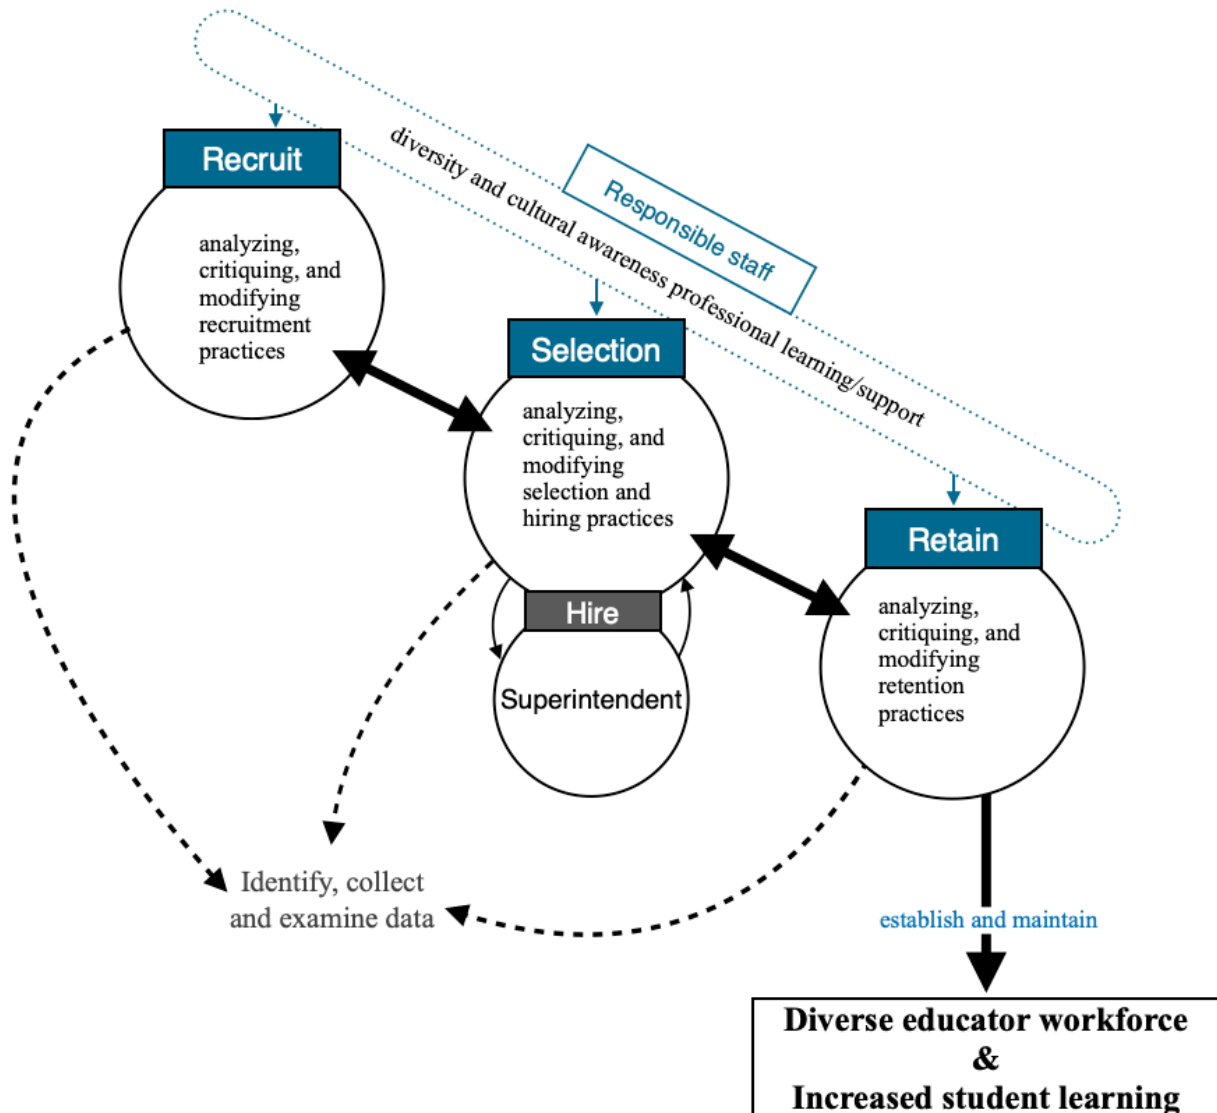 Recruit
analyzing,
critiquing, and
modifying
recruitment
practices
Responsible staff
diversity and cultural awareness professional learning/support
Selection
analyzing,
critiquing, and
modifying
selection and
hiring practices
Hire
Superintendent
Retain
analyzing,
critiquing, and
modifying
retention
practices
Identify, collect
and examine data
establish and maintain
Diverse educator workforce
&
Increased student learning